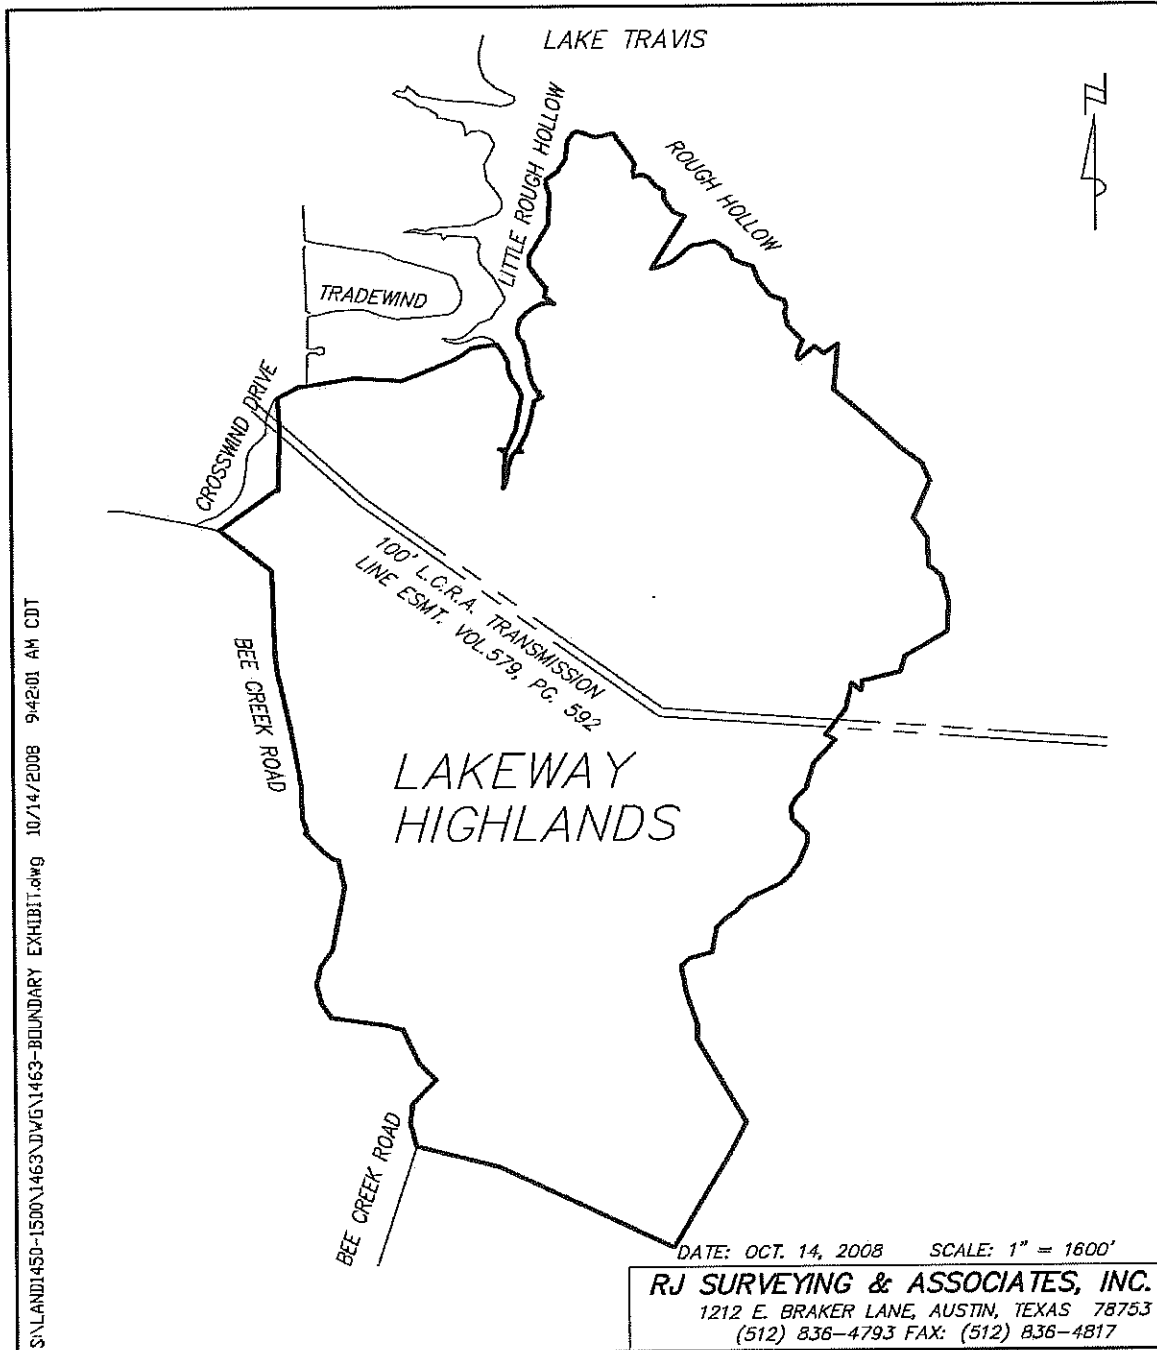 LAKE TRAVIS
N
LITTLE ROUGH HOLLOW
ROUGH HOLLOW
TRADEWIND
CROSSWIND DRIVE
100' L.C.R.A. TRANSMISSION
LINE ESMT. VOL.579, PG. 592
BEE CREEK ROAD
LAKEWAY
HIGHLANDS
BEE CREEK ROAD
S:\LAND1450-1500\1463\DWG\1463-BOUNDARY EXHIBIT.dwg 10/14/2008 9:42:01 AM CDT
DATE: OCT. 14, 2008 SCALE: 1" = 1600'
RJ SURVEYING & ASSOCIATES, INC.
1212 E. BRAKER LANE, AUSTIN, TEXAS 78753
(512) 836-4793 FAX: (512) 836-4817